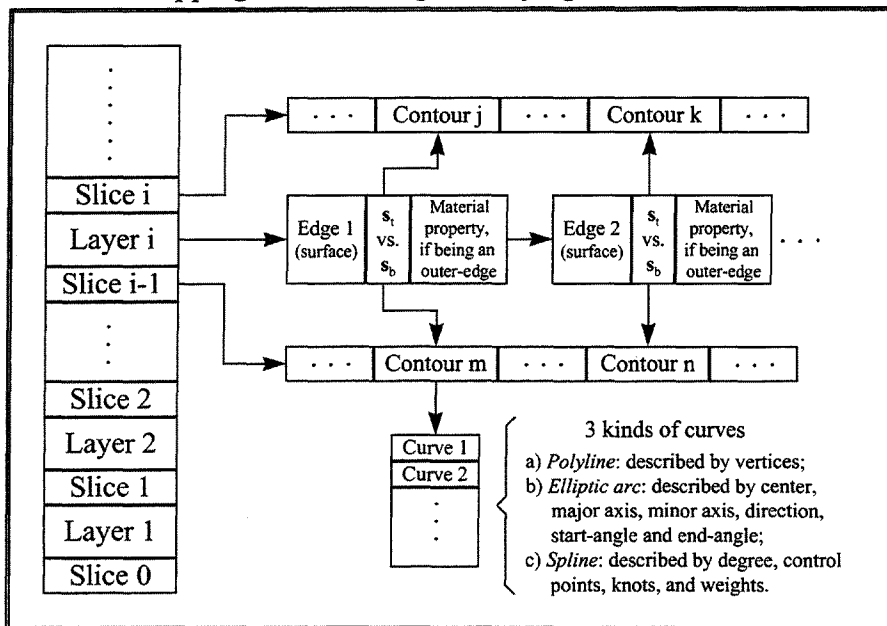 Slice i
Layer i
Slice i-1
Slice 2
Layer 2
Slice 1
Layer 1
Slice 0
. . . Contour j . . . Contour k . . .
Edge 1
(surface)
st
vs.
sb
Material
property,
if being an
outer-edge
Edge 2
(surface)
st
vs.
sb
Material
property,
if being an
outer-edge
. . .
. . . Contour m . . . Contour n . . .
Curve 1
Curve 2
3 kinds of curves
a) Polyline: described by vertices;
b) Elliptic arc: described by center,
major axis, minor axis, direction,
start-angle and end-angle;
c) Spline: described by degree, control
points, knots, and weights.